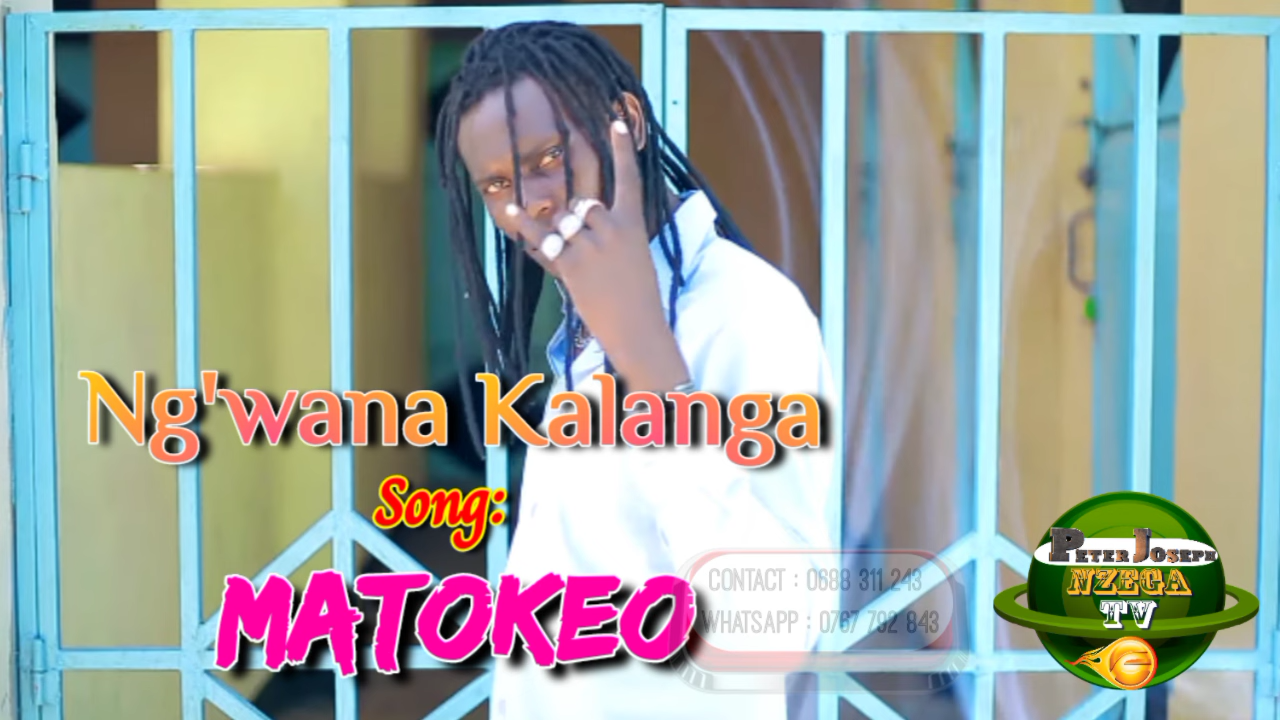 Ng'wana Kalanga
Song:
MATOKEO
CONTACT : 0688 311 243
WHATSAPP : 0767 792 843
PETER JOSEPH
NZEGA
TV